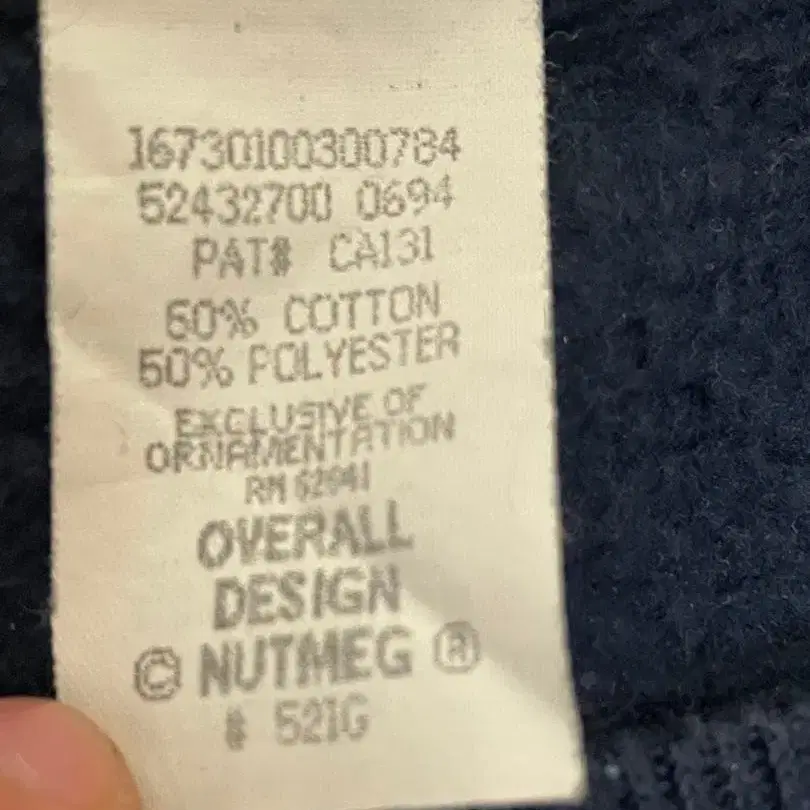 16730100300784
52432700 0694
PAT# CA131
50% COTTON
50% POLYESTER
EXCLUSIVE OF
ORNAMENTATION
RN 62941
OVERALL
DESIGN
© NUTMEG ®
# 521G